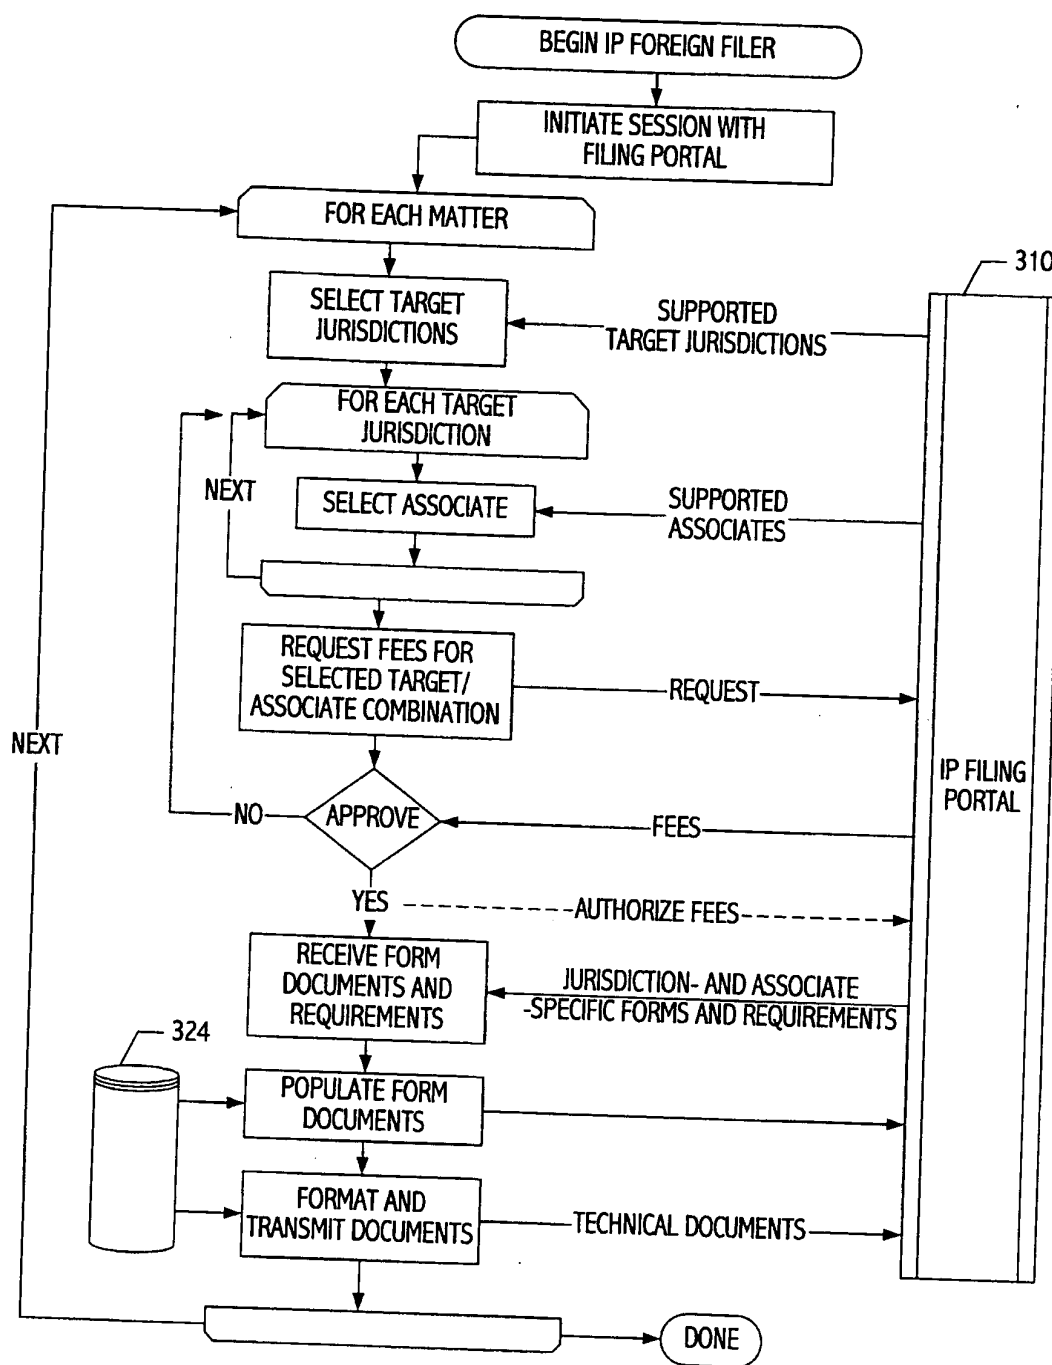 BEGIN IP FOREIGN FILER
INITIATE SESSION WITH
FILING PORTAL
FOR EACH MATTER
310
SELECT TARGET
JURISDICTIONS
SUPPORTED
TARGET JURISDICTIONS
FOR EACH TARGET
JURISDICTION
NEXT
SELECT ASSOCIATE
SUPPORTED
ASSOCIATES
REQUEST FEES FOR
SELECTED TARGET/
ASSOCIATE COMBINATION
REQUEST
NEXT
IP FILING
PORTAL
NO
APPROVE
FEES
YES
AUTHORIZE FEES
RECEIVE FORM
DOCUMENTS AND
REQUIREMENTS
JURISDICTION- AND ASSOCIATE
-SPECIFIC FORMS AND REQUIREMENTS
324
POPULATE FORM
DOCUMENTS
FORMAT AND
TRANSMIT DOCUMENTS
TECHNICAL DOCUMENTS
DONE